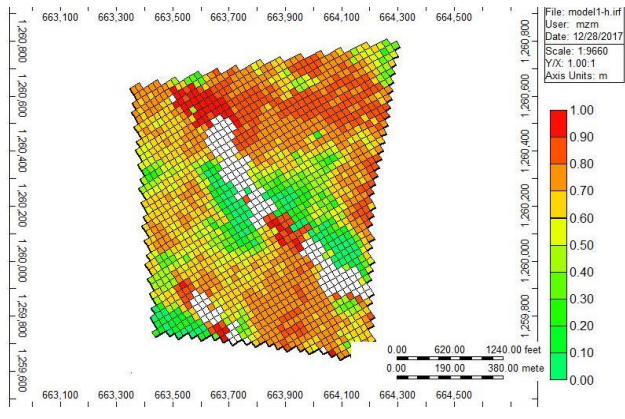 663,100 663,300 663,500 663,700 663,900 664,100 664,300 664,500
File: model1-h.irf
User: mzm
Date: 12/28/2017
Scale: 1:9660
Y/X: 1.00:1
Axis Units: m
1,260,800 1,260,800
1,260,600 1,260,600
1,260,400 1,260,400
1,260,200 1,260,200
1,260,000 1,260,000
1,259,800 1,259,800
1,259,600
1.00
0.90
0.80
0.70
0.60
0.50
0.40
0.30
0.20
0.10
0.00
0.00 620.00 1240.00 feet
0.00 190.00 380.00 mete
663,100 663,300 663,500 663,700 663,900 664,100 664,300 664,500